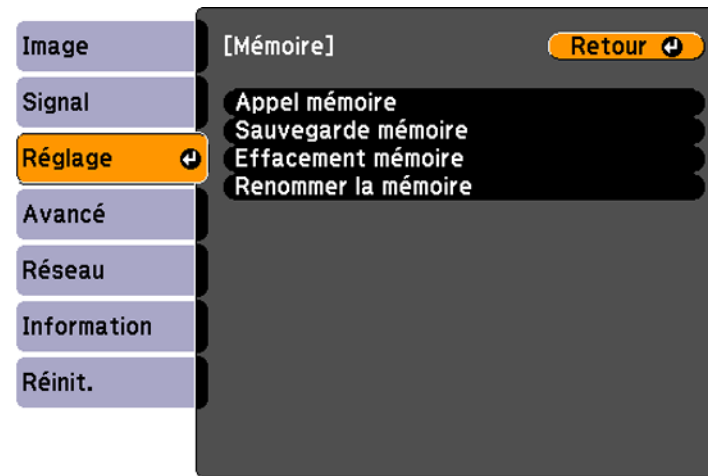 Image
Signal
Réglage
Avancé
Réseau
Information
Réinit.
[Mémoire]
Retour
Appel mémoire
Sauvegarde mémoire
Effacement mémoire
Renommer la mémoire